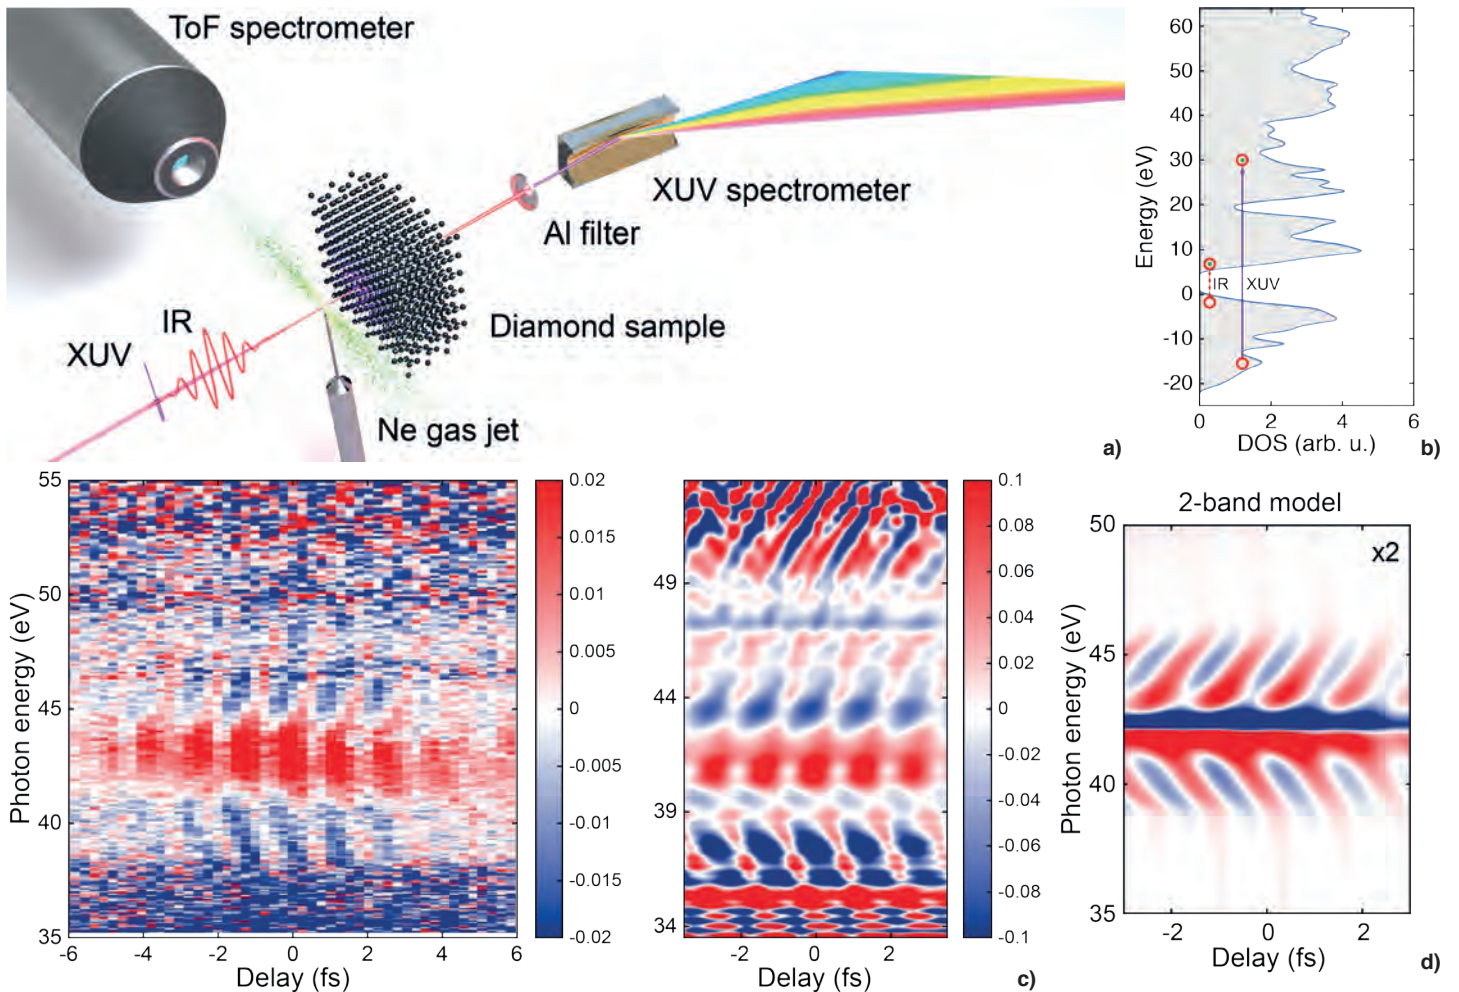 ToF spectrometer
XUV spectrometer
Al filter
IR
XUV
Diamond sample
Ne gas jet
a)
Energy (eV)
60
50
40
30
20
10
0
-10
-20
IR
XUV
0 2 4 6
DOS (arb. u.)
b)
Photon energy (eV)
55
50
45
40
35
-6 -4 -2 0 2 4 6
Delay (fs)
0.02
0.015
0.01
0.005
0
-0.005
-0.01
-0.015
-0.02
49
44
39
34
-2 0 2
Delay (fs)
0.1
0.08
0.06
0.04
0.02
0
-0.02
-0.04
-0.06
-0.08
-0.1
c)
2-band model
x2
Photon energy (eV)
50
45
40
35
-2 0 2
Delay (fs)
d)